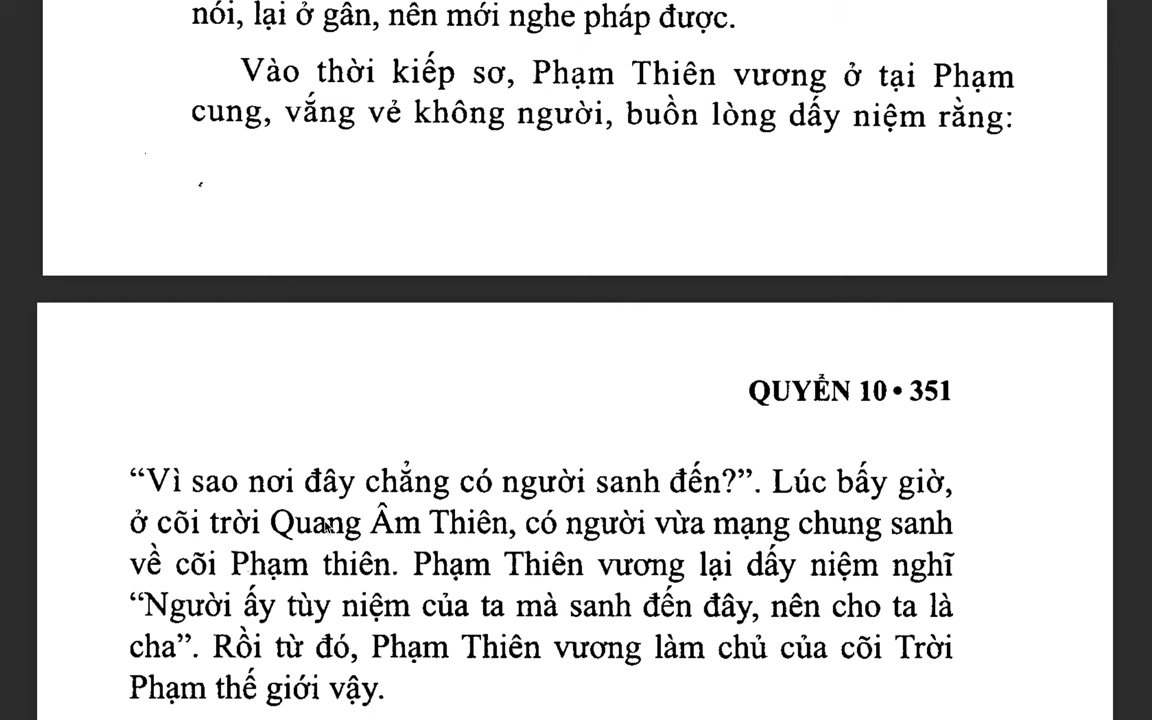 nói, lại ở gần, nên mới nghe pháp được.
Vào thời kiếp sơ, Phạm Thiên vương ở tại Phạm
cung, vắng vẻ không người, buồn lòng dấy niệm rằng:
QUYỂN 10 • 351
“Vì sao nơi đây chẳng có người sanh đến?”. Lúc bấy giờ,
ở cõi trời Quang Âm Thiên, có người vừa mạng chung sanh
về cõi Phạm thiên. Phạm Thiên vương lại dấy niệm nghĩ
“Người ấy tùy niệm của ta mà sanh đến đây, nên cho ta là
cha”. Rồi từ đó, Phạm Thiên vương làm chủ của cõi Trời
Phạm thế giới vậy.